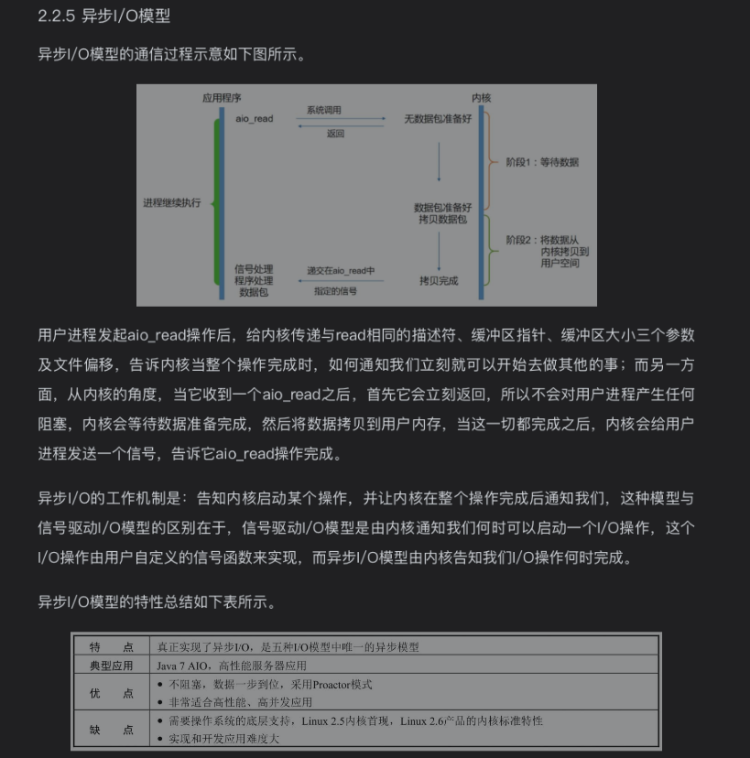 2.2.5 异步I/O模型
异步I/O模型的通信过程示意如下图所示。
应用程序
内核
aio_read
系统调用
返回
无数据包准备好
阶段1：等待数据
进程继续执行
数据包准备好
拷贝数据包
阶段2：将数据从
内核拷贝到
用户空间
信号处理
程序处理
数据包
递交在aio_read中
指定的信号
拷贝完成
用户进程发起aio_read操作后，给内核传递与read相同的描述符、缓冲区指针、缓冲区大小三个参数
及文件偏移，告诉内核当整个操作完成时，如何通知我们立刻就可以开始去做其他的事；而另一方
面，从内核的角度，当它收到一个aio_read之后，首先它会立刻返回，所以不会对用户进程产生任何
阻塞，内核会等待数据准备完成，然后将数据拷贝到用户内存，当这一切都完成之后，内核会给用户
进程发送一个信号，告诉它aio_read操作完成。
异步I/O的工作机制是：告知内核启动某个操作，并让内核在整个操作完成后通知我们，这种模型与
信号驱动I/O模型的区别在于，信号驱动I/O模型是由内核通知我们何时可以启动一个I/O操作，这个
I/O操作由用户自定义的信号函数来实现，而异步I/O模型由内核告知我们I/O操作何时完成。
异步I/O模型的特性总结如下表所示。
特 点 真正实现了异步I/O，是五种I/O模型中唯一的异步模型
典型应用 Java 7 AIO，高性能服务器应用
优 点
• 不阻塞，数据一步到位，采用Proactor模式
• 非常适合高性能、高并发应用
缺 点
• 需要操作系统的底层支持，Linux 2.5内核首现，Linux 2.6产品的内核标准特性
• 实现和开发应用难度大